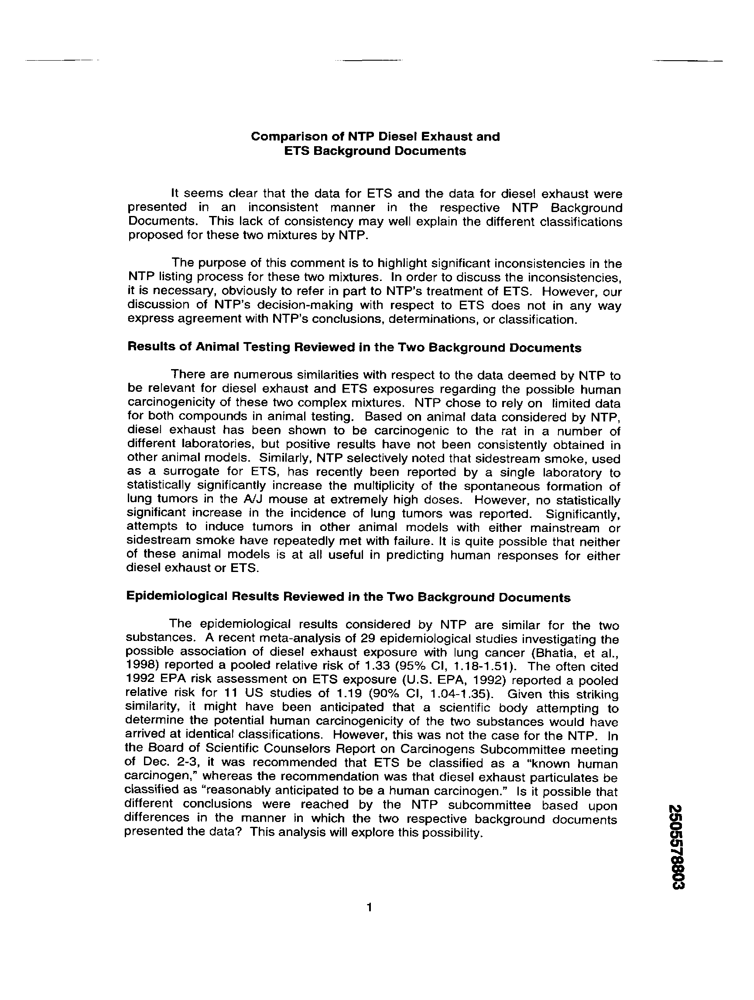 Comparison of NTP Diesel Exhaust and
ETS Background Documents
It seems clear that the data for ETS and the data for diesel exhaust were
presented in an inconsistent manner in the respective NTP Background
Documents. This lack of consistency may well explain the different classifications
proposed for these two mixtures by NTP.
The purpose of this comment is to highlight significant inconsistencies in the
NTP listing process for these two mixtures. In order to discuss the inconsistencies,
it is necessary, obviously to refer in part to NTP's treatment of ETS. However, our
discussion of NTP's decision-making with respect to ETS does not in any way
express agreement with NTP's conclusions, determinations, or classification.
Results of Animal Testing Reviewed in the Two Background Documents
There are numerous similarities with respect to the data deemed by NTP to
be relevant for diesel exhaust and ETS exposures regarding the possible human
carcinogenicity of these two complex mixtures. NTP chose to rely on limited data
for both compounds in animal testing. Based on animal data considered by NTP,
diesel exhaust has been shown to be carcinogenic to the rat in a number of
different laboratories, but positive results have not been consistently obtained in
other animal models. Similarly, NTP selectively noted that sidestream smoke, used
as a surrogate for ETS, has recently been reported by a single laboratory to
statistically significantly increase the multiplicity of the spontaneous formation of
lung tumors in the A/J mouse at extremely high doses. However, no statistically
significant increase in the incidence of lung tumors was reported. Significantly,
attempts to induce tumors in other animal models with either mainstream or
sidestream smoke have repeatedly met with failure. It is quite possible that neither
of these animal models is at all useful in predicting human responses for either
diesel exhaust or ETS.
Epidemiological Results Reviewed in the Two Background Documents
The epidemiological results considered by NTP are similar for the two
substances. A recent meta-analysis of 29 epidemiological studies investigating the
possible association of diesel exhaust exposure with lung cancer (Bhatia, et al.,
1998) reported a pooled relative risk of 1.33 (95% CI, 1.18-1.51). The often cited
1992 EPA risk assessment on ETS exposure (U.S. EPA, 1992) reported a pooled
relative risk for 11 US studies of 1.19 (90% CI, 1.04-1.35). Given this striking
similarity, it might have been anticipated that a scientific body attempting to
determine the potential human carcinogenicity of the two substances would have
arrived at identical classifications. However, this was not the case for the NTP. In
the Board of Scientific Counselors Report on Carcinogens Subcommittee meeting
of Dec. 2-3, it was recommended that ETS be classified as a "known human
carcinogen," whereas the recommendation was that diesel exhaust particulates be
classified as "reasonably anticipated to be a human carcinogen." Is it possible that
different conclusions were reached by the NTP subcommittee based upon
differences in the manner in which the two respective background documents
presented the data? This analysis will explore this possibility.
2505578803
1